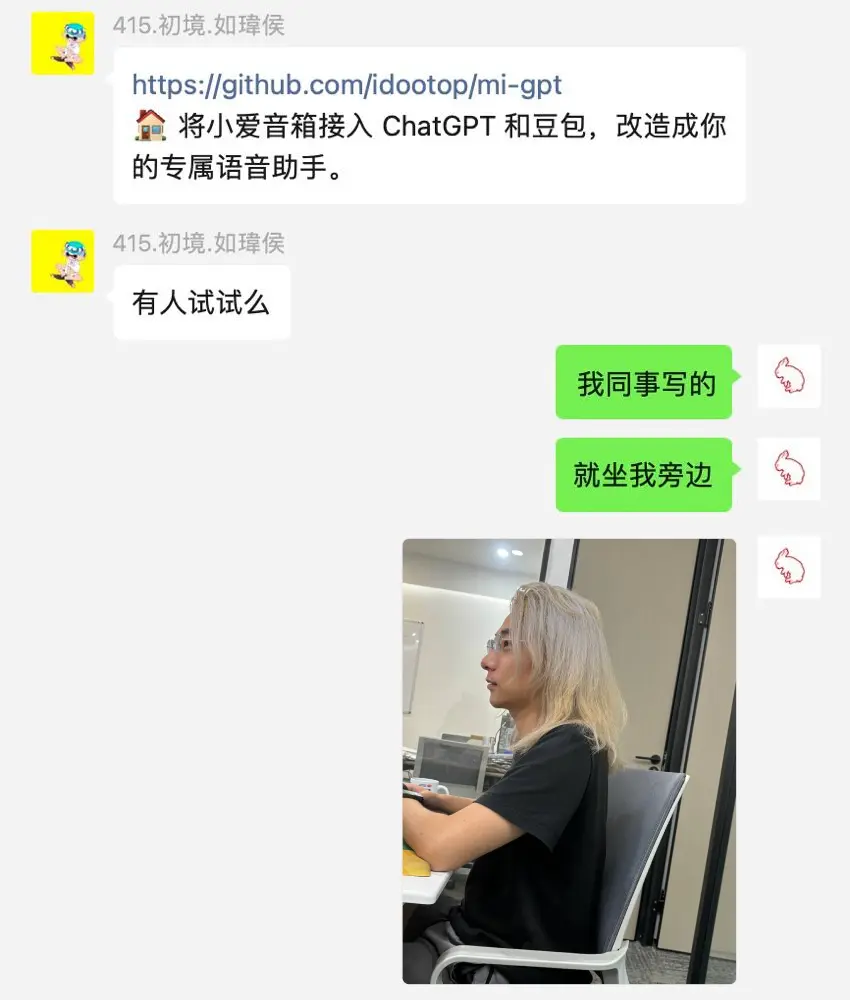 415.初境.如瑋侯
https://github.com/idootop/mi-gpt
🏠 将小爱音箱接入 ChatGPT 和豆包，改造成你
的专属语音助手。
415.初境.如瑋侯
有人试试么
我同事写的
就坐我旁边